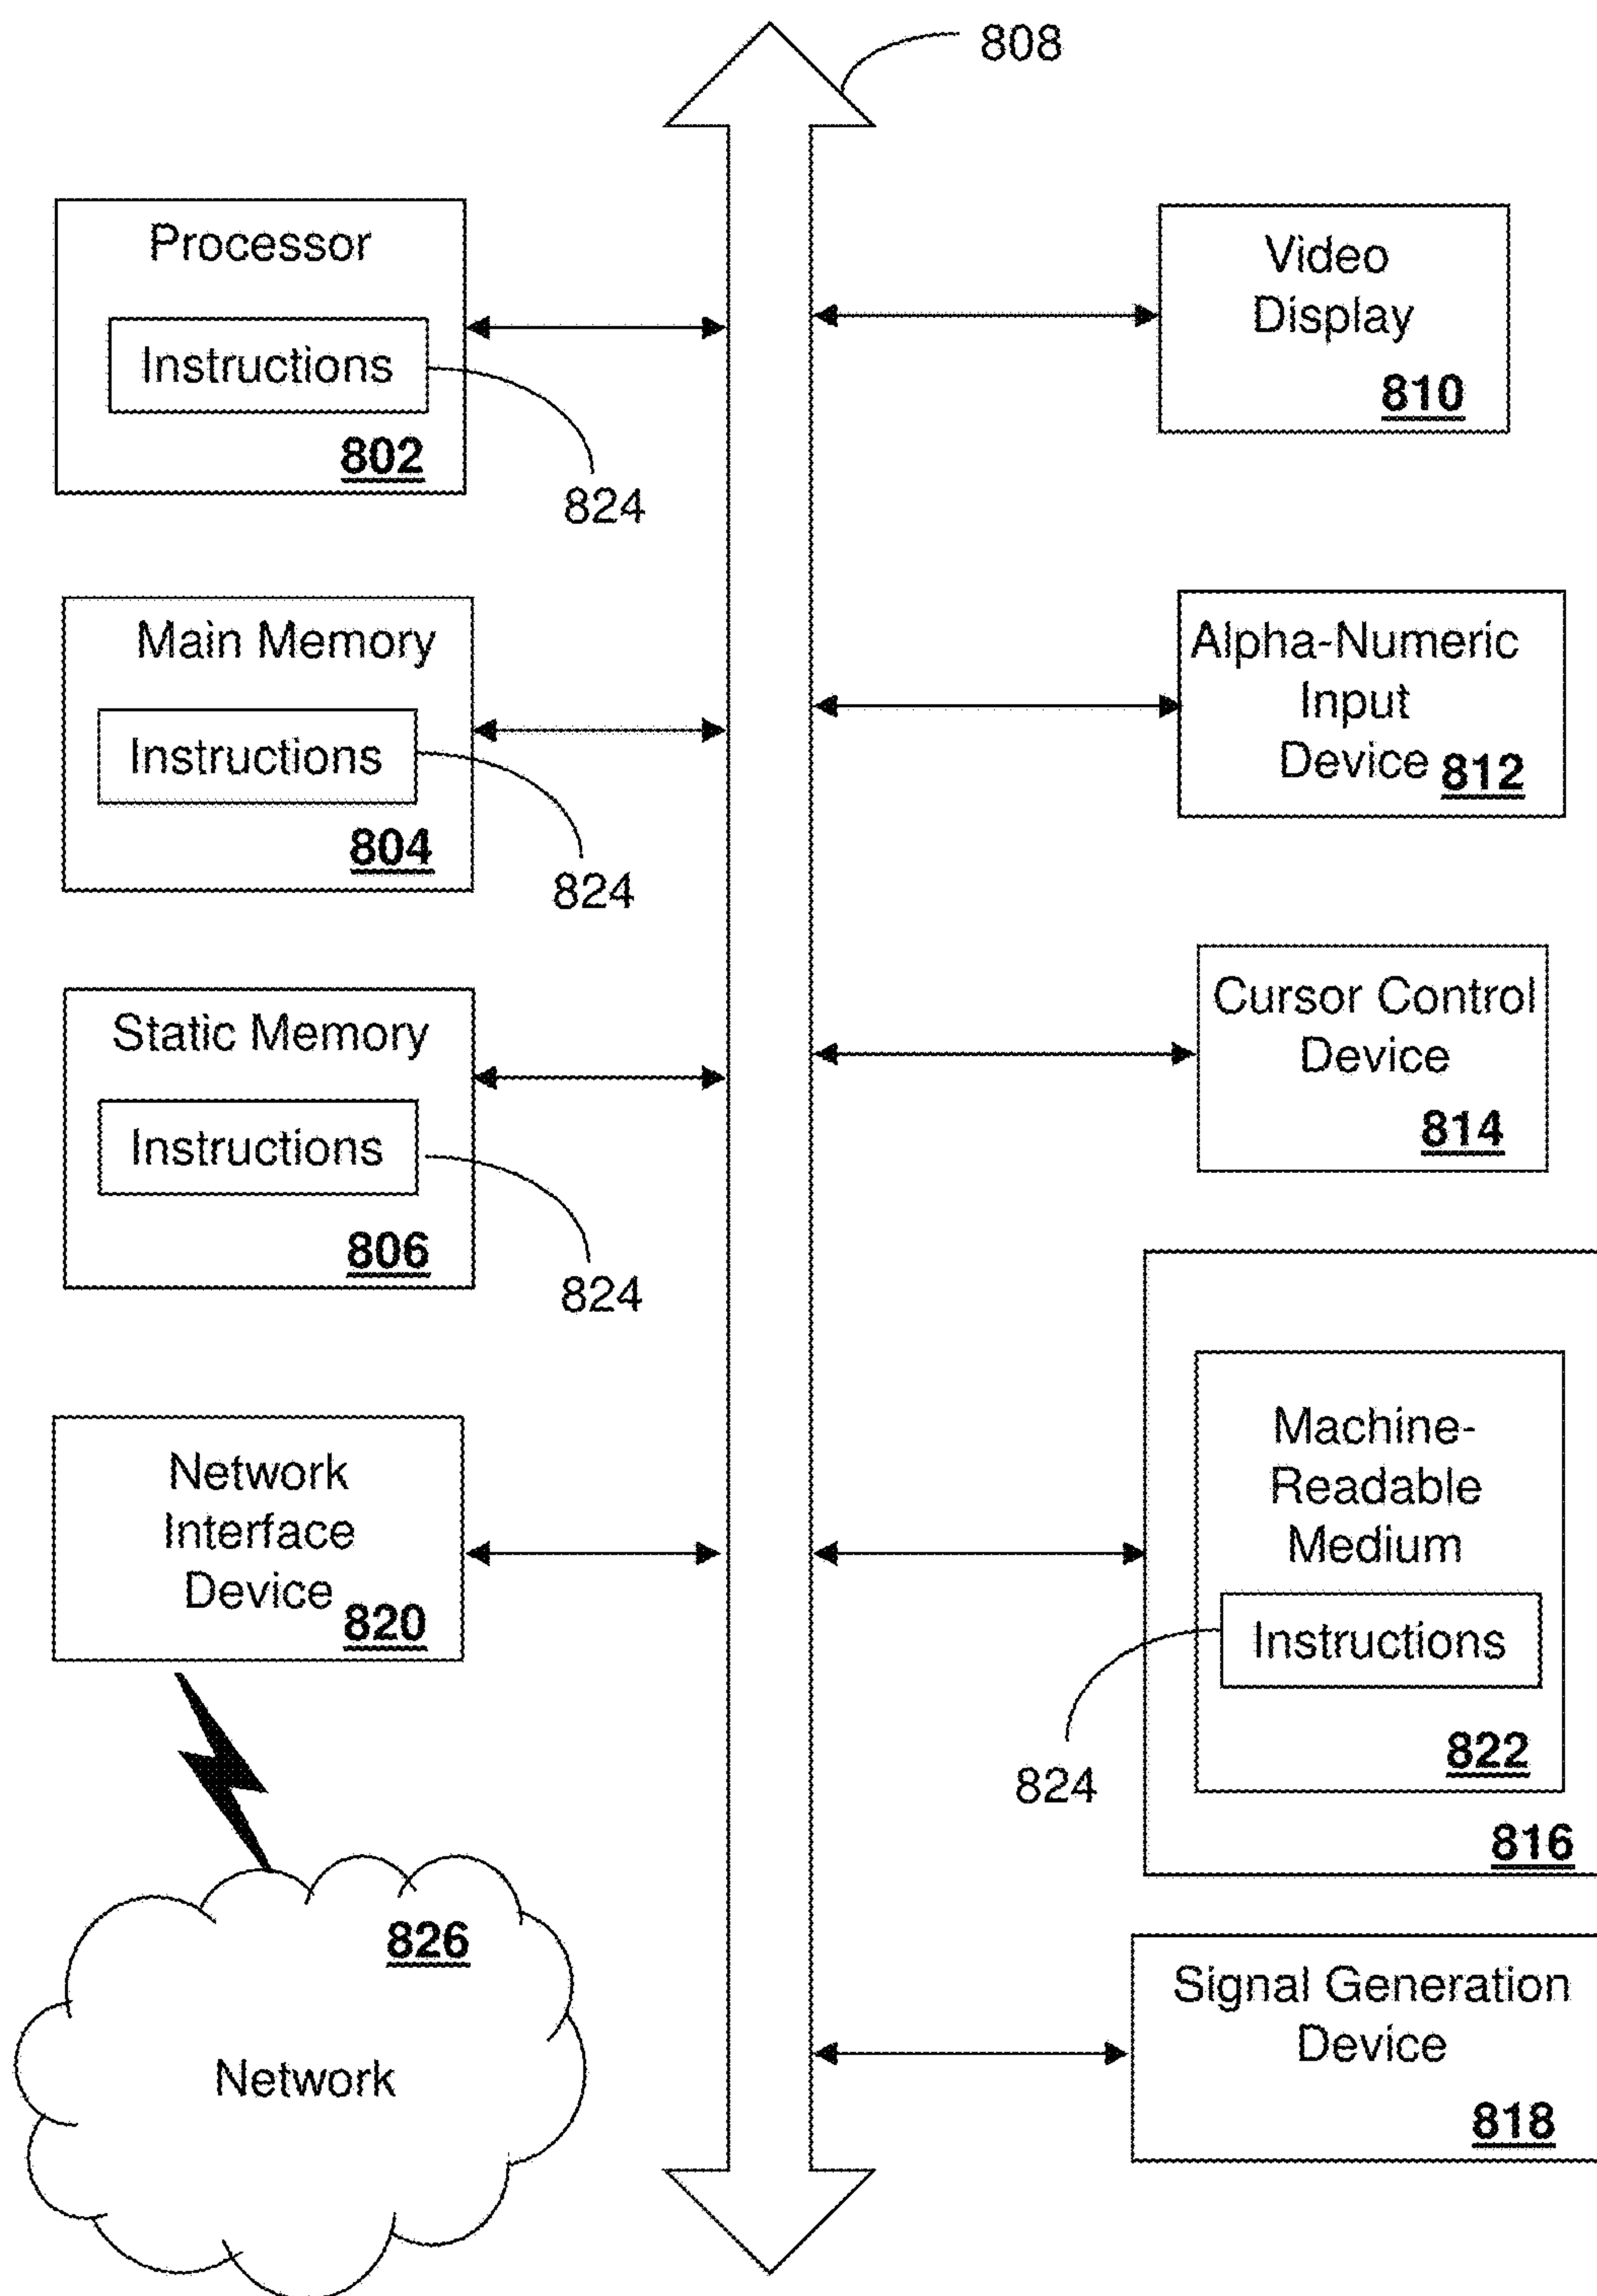 808
Processor
Instructions
802
824
Main Memory
Instructions
804
824
Static Memory
Instructions
806
824
Network
Interface
Device
820
826
Network
Video
Display
810
Alpha-Numeric
Input
Device
812
Cursor Control
Device
814
Machine-
Readable
Medium
Instructions
822
824
816
Signal Generation
Device
818